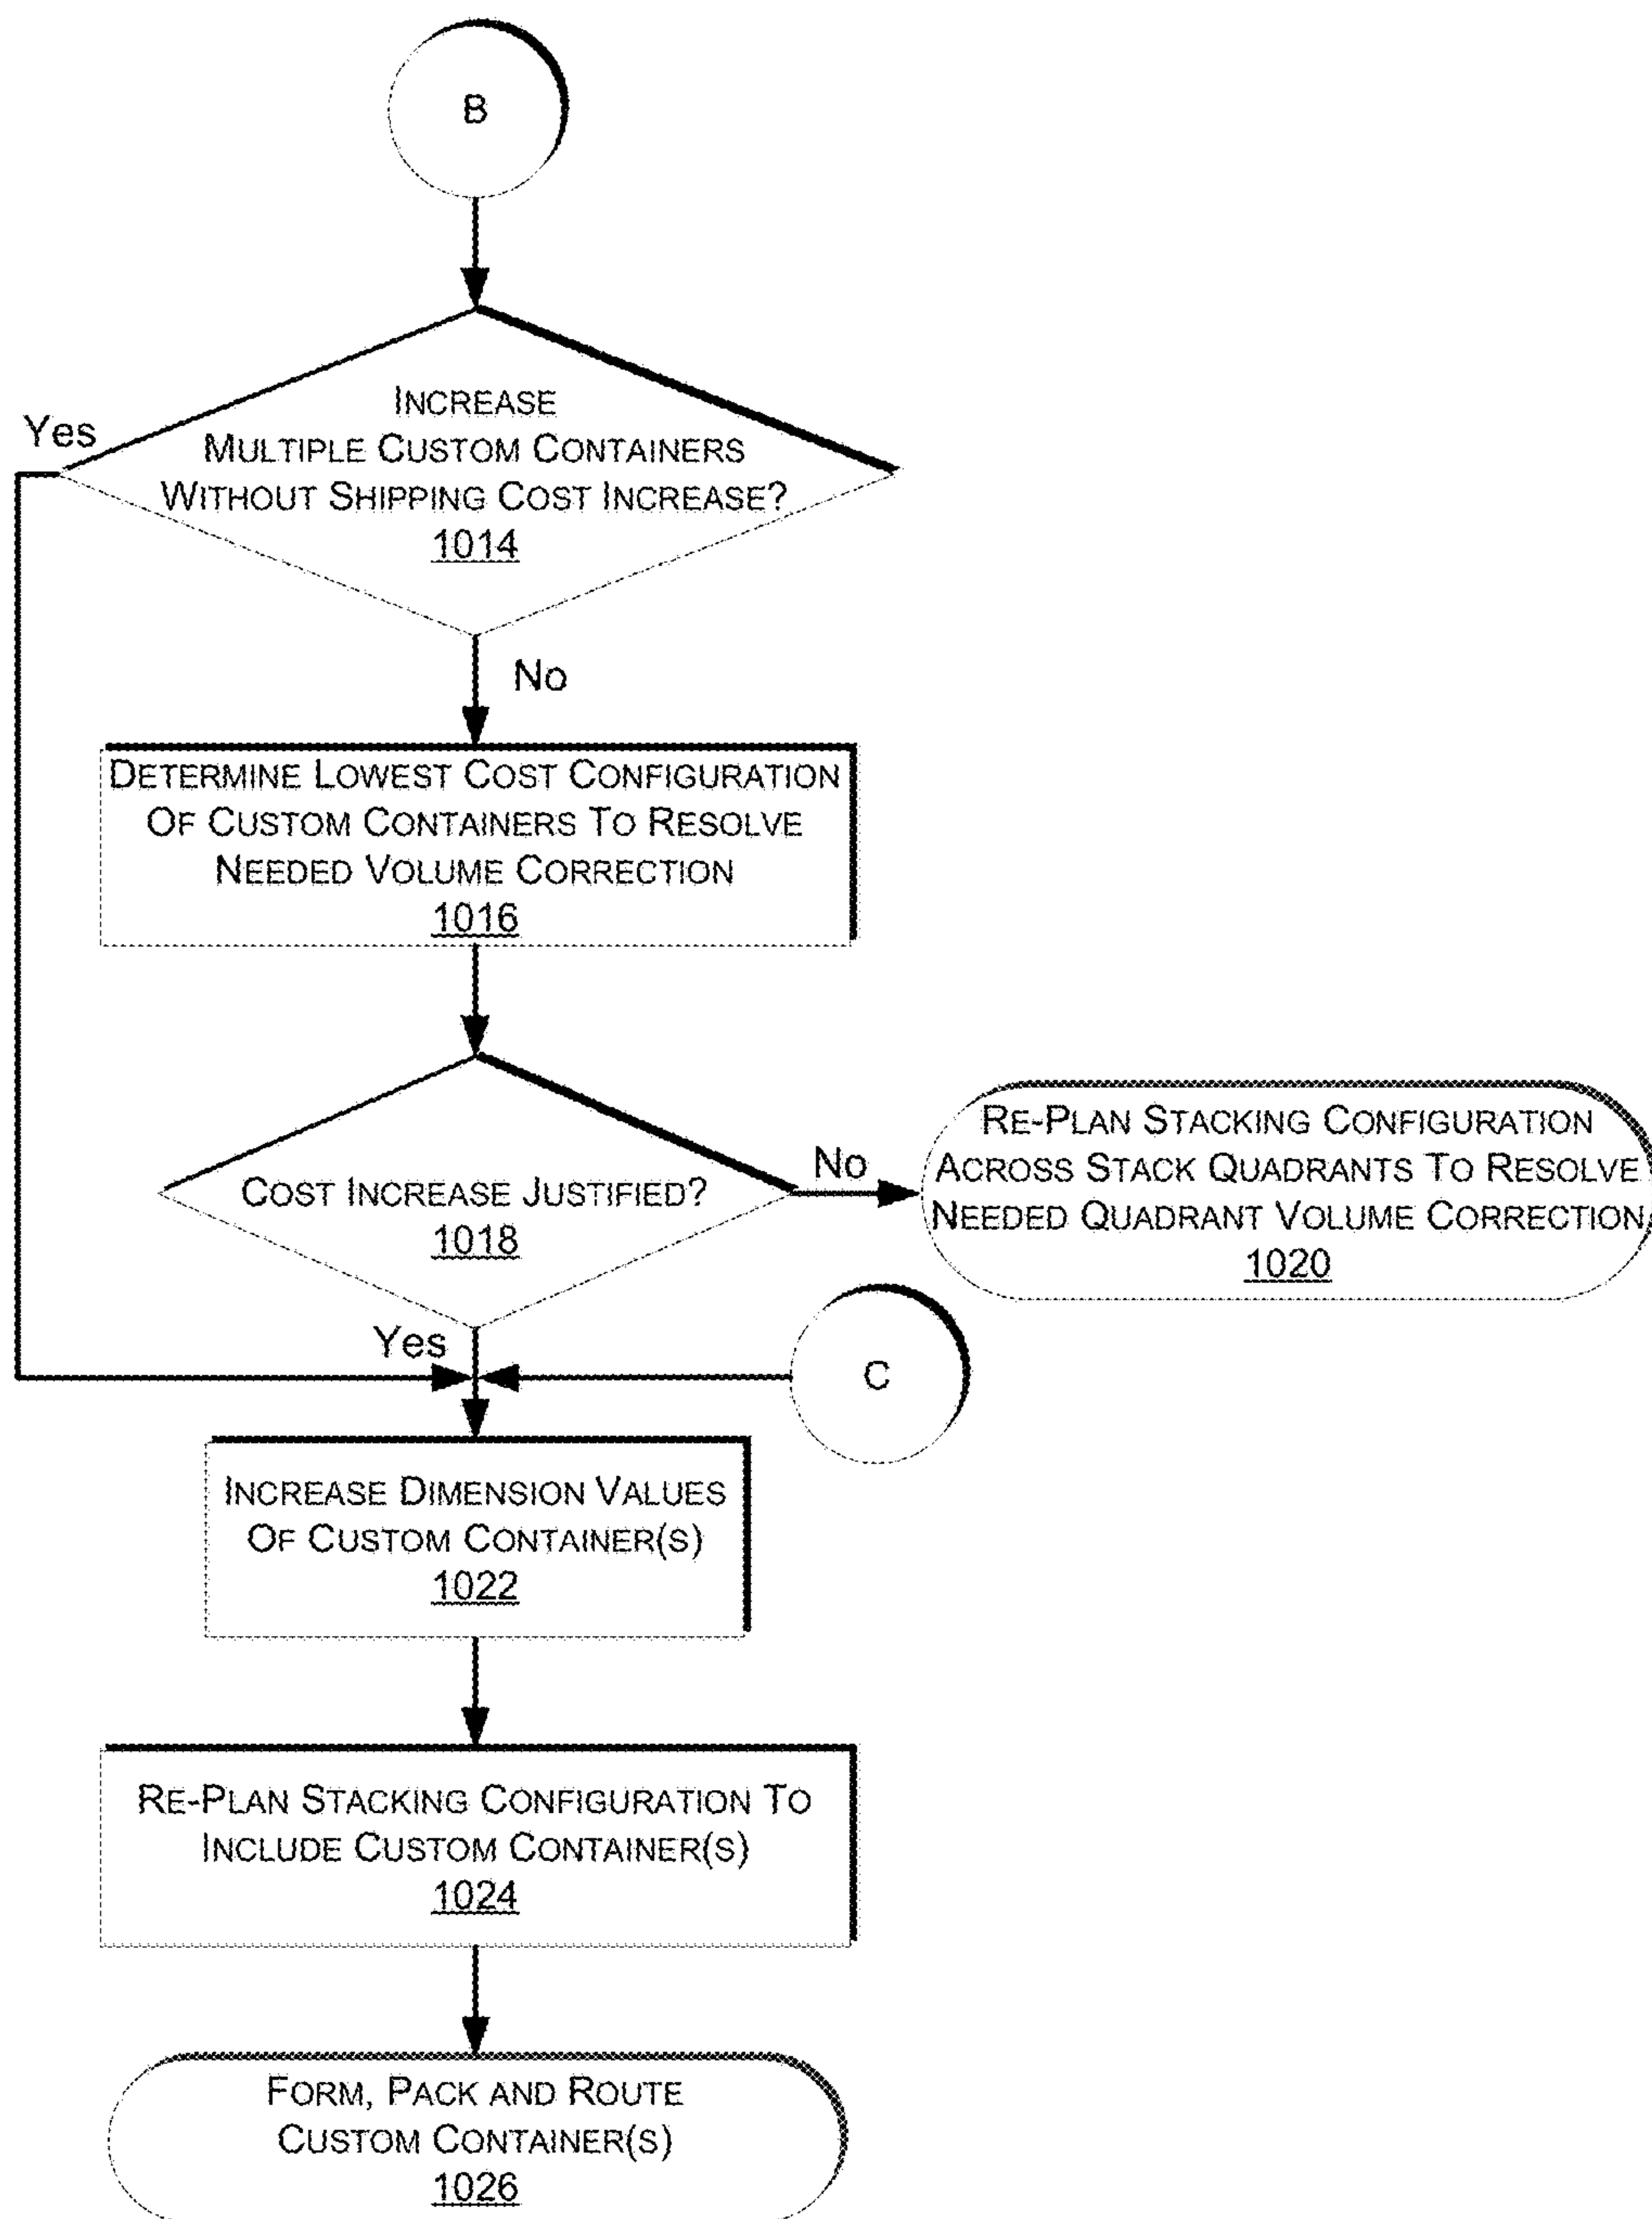 B
INCREASE
MULTIPLE CUSTOM CONTAINERS
WITHOUT SHIPPING COST INCREASE?
1014
Yes
No
DETERMINE LOWEST COST CONFIGURATION
OF CUSTOM CONTAINERS TO RESOLVE
NEEDED VOLUME CORRECTION
1016
COST INCREASE JUSTIFIED?
1018
No
RE-PLAN STACKING CONFIGURATION
ACROSS STACK QUADRANTS TO RESOLVE
NEEDED QUADRANT VOLUME CORRECTION
1020
Yes
C
INCREASE DIMENSION VALUES
OF CUSTOM CONTAINER(S)
1022
RE-PLAN STACKING CONFIGURATION TO
INCLUDE CUSTOM CONTAINER(S)
1024
FORM, PACK AND ROUTE
CUSTOM CONTAINER(S)
1026